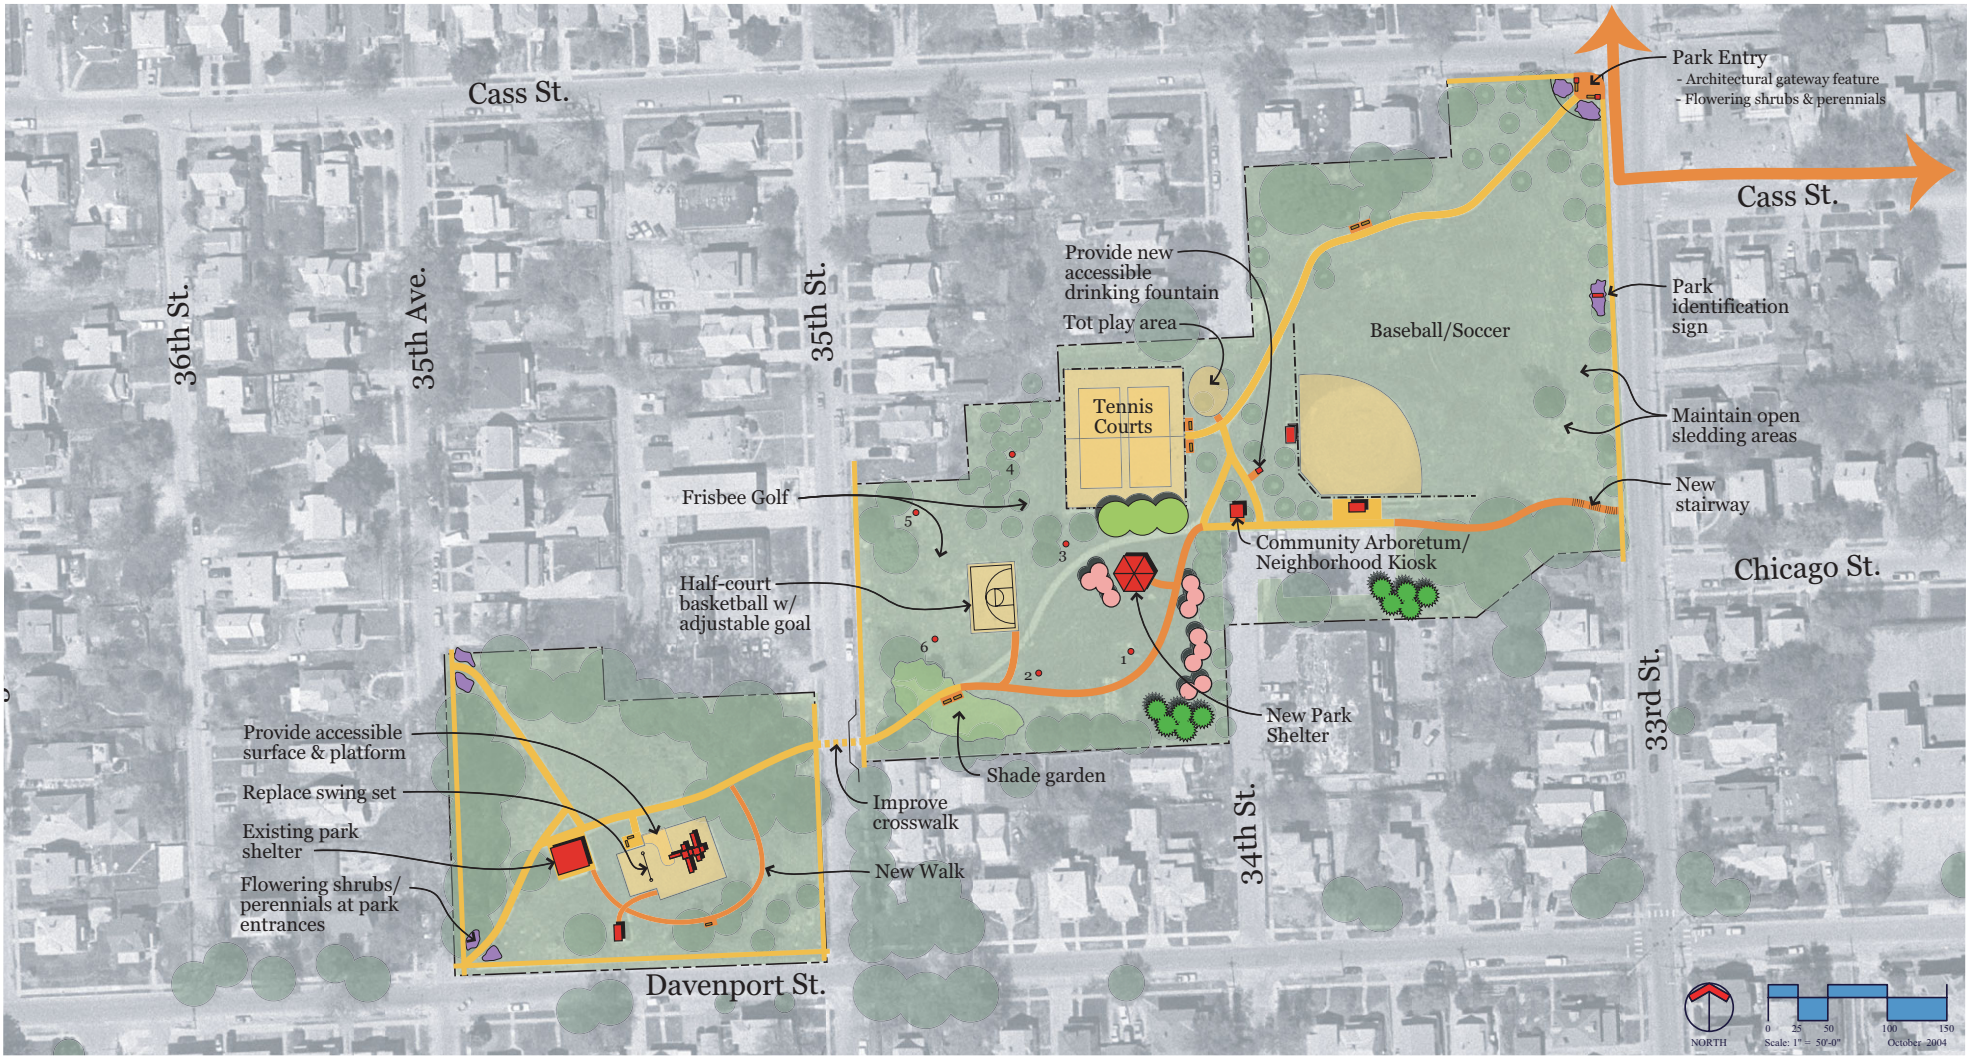 Cass St.
Park Entry
- Architectural gateway feature
- Flowering shrubs & perennials
Cass St.
36th St.
35th Ave.
35th St.
Provide new
accessible
drinking fountain
Tot play area
Park
identification
sign
Baseball/Soccer
Tennis
Courts
Maintain open
sledding areas
4
Frisbee Golf
5
3
New
stairway
Community Arboretum/
Neighborhood Kiosk
Chicago St.
Half-court
basketball w/
adjustable goal
6
1
2
33rd St.
New Park
Shelter
Provide accessible
surface & platform
Shade garden
Replace swing set
Improve
crosswalk
34th St.
Existing park
shelter
New Walk
Flowering shrubs/
perennials at park
entrances
Davenport St.
0 25 50 100 150
NORTH
Scale: 1" = 50'-0"
October 2004